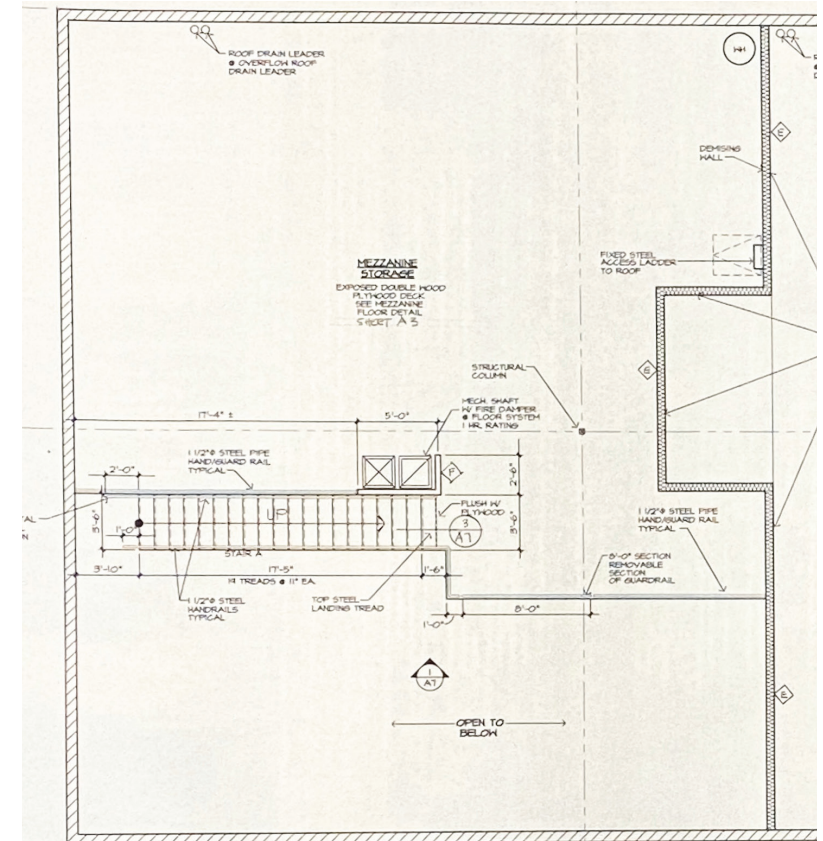 ROOF DRAIN LEADER
@ OVERFLOW ROOF
DRAIN LEADER
WH
E
DEMISING
WALL
FIXED STEEL
ACCESS LADDER
TO ROOF
MEZZANINE
STORAGE
EXPOSED DOUBLE WOOD
PLYWOOD DECK
SEE MEZZANINE
FLOOR DETAIL
SHEET A3
STRUCTURAL
COLUMN
17'-4" ±
5'-0"
MECH. SHAFT
W/ FIRE DAMPER
@ FLOOR SYSTEM
1 HR. RATING
1 1/2"Φ STEEL PIPE
HAND/GUARD RAIL
TYPICAL
2'-0"
F
2'-6"
FLUSH W/
PLYWOOD
1 1/2"Φ STEEL PIPE
HAND/GUARD RAIL
TYPICAL
3'-6"
1'-0"
UP
3
A7
3'-6"
STAIR A
8'-0" SECTION
REMOVABLE
SECTION
OF GUARDRAIL
3'-10"
17'-5"
1'-6"
19 TREADS @ 11" EA.
1 1/2"Φ STEEL
HANDRAILS
TYPICAL
TOP STEEL
LANDING TREAD
1'-0"
8'-0"
1
A7
E
OPEN TO
BELOW